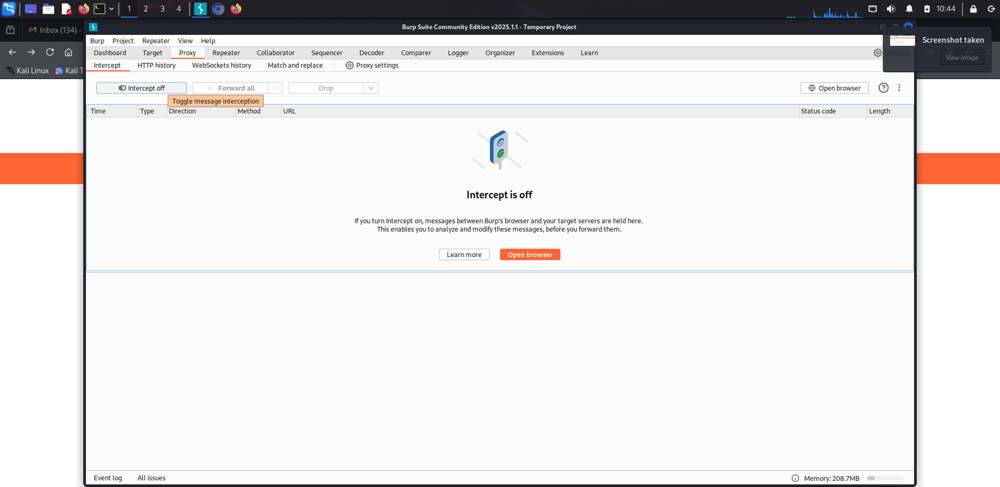 1 2 3 4 10:44
Inbox (134) -
Burp Suite Community Edition v2025.1.1 - Temporary Project
Screenshot taken
View image
Burp Project Repeater View Help
Dashboard Target Proxy Repeater Collaborator Sequencer Decoder Comparer Logger Organizer Extensions Learn Settings
Kali Linux Kali T
Intercept HTTP history WebSockets history Match and replace Proxy settings
Intercept off Forward all Drop Open browser
Toggle message interception
Time Type Direction Method URL Status code Length
Intercept is off
If you turn Intercept on, messages between Burp's browser and your target servers are held here.
This enables you to analyze and modify these messages, before you forward them.
Learn more Open browser
Event log All issues Memory: 208.7MB